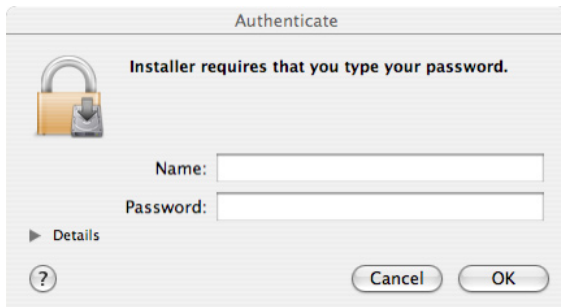 Authenticate
Installer requires that you type your password.
Name:
Password:
Details
?
Cancel
OK